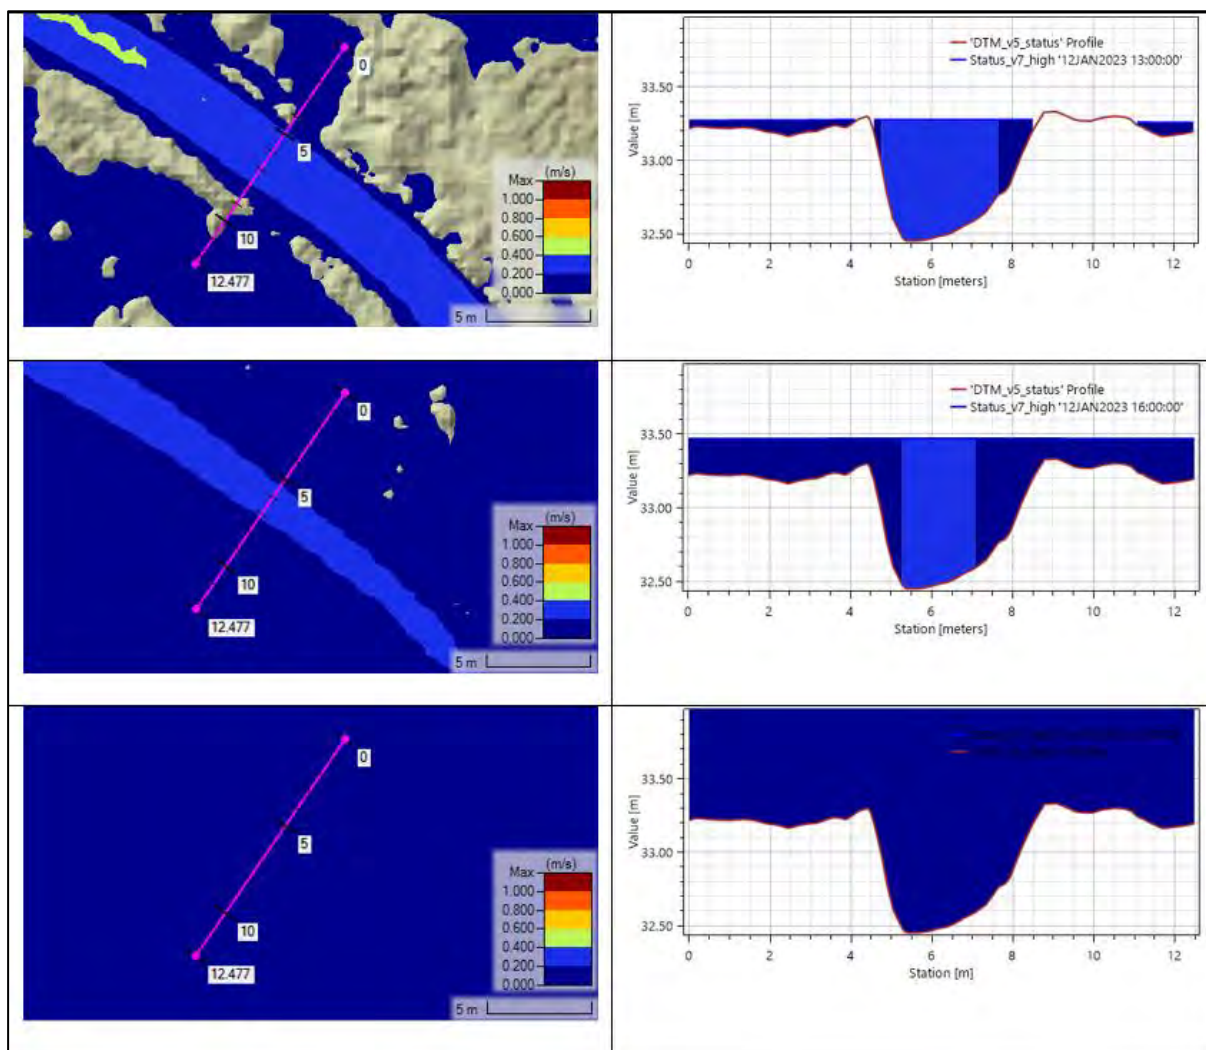 0
5
10
12.477
(m/s)
Max
1.000
0.800
0.600
0.400
0.200
0.000
5 m
'DTM_v5_status' Profile
Status_v7_high '12JAN2023 13:00:00'
Value [m]
33.50
33.00
32.50
0 2 4 6 8 10 12
Station [meters]
0
5
10
12.477
(m/s)
Max
1.000
0.800
0.600
0.400
0.200
0.000
5 m
'DTM_v5_status' Profile
Status_v7_high '12JAN2023 16:00:00'
Value [m]
33.50
33.00
32.50
0 2 4 6 8 10 12
Station [meters]
0
5
10
12.477
(m/s)
Max
1.000
0.800
0.600
0.400
0.200
0.000
5 m
Value [m]
33.50
33.00
32.50
0 2 4 6 8 10 12
Station [m]